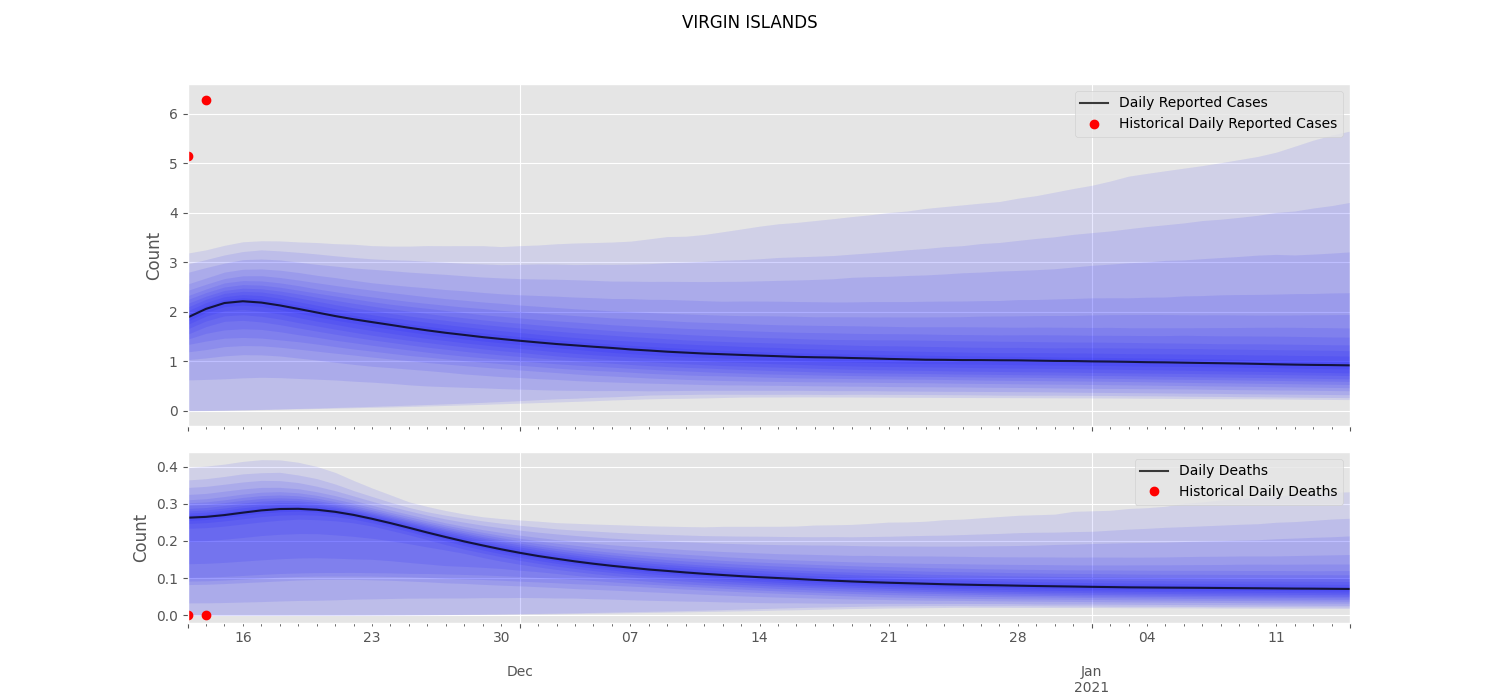 VIRGIN ISLANDS
Daily Reported Cases
Historical Daily Reported Cases
Count
6
5
4
3
2
1
0
Daily Deaths
Historical Daily Deaths
Count
0.4
0.3
0.2
0.1
0.0
16 23 30 07 14 21 28 04 11
Dec Jan
2021